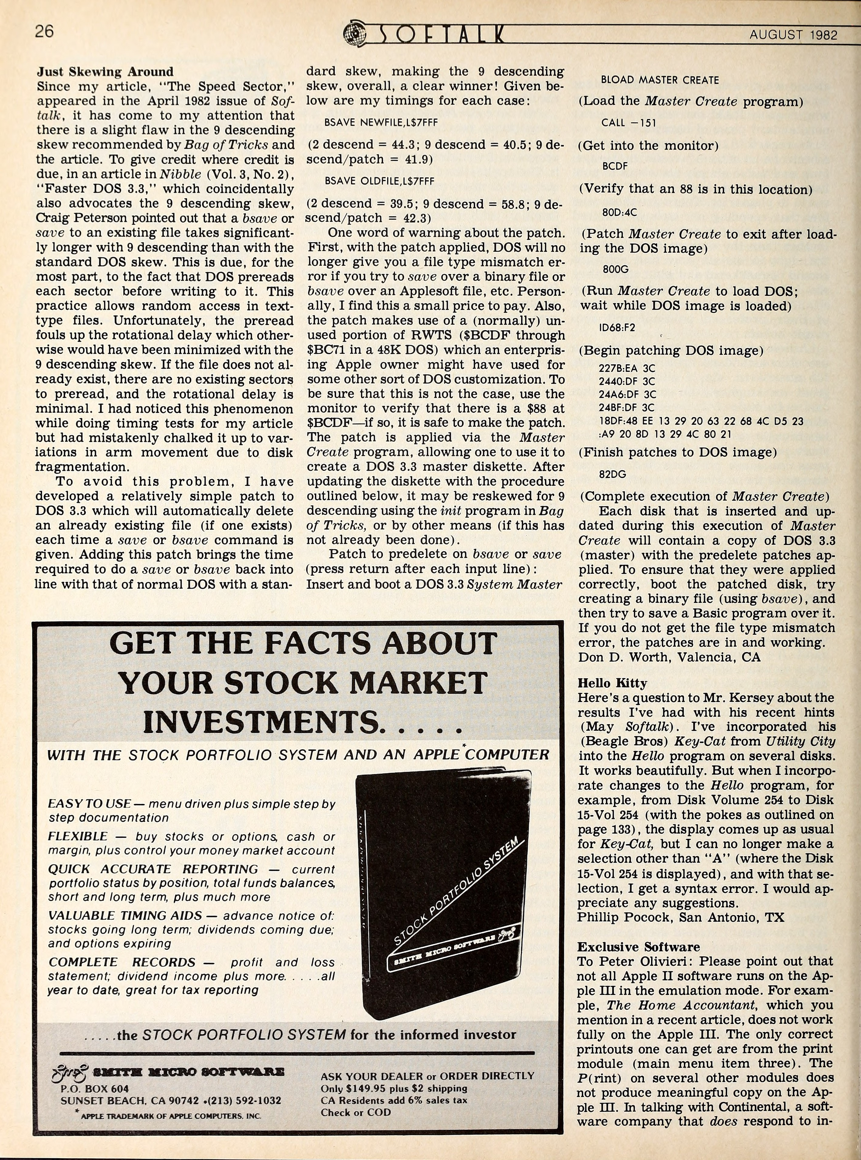 26
SOFTALK
AUGUST 1982
Just Skewing Around
Since my article, "The Speed Sector,"
appeared in the April 1982 issue of Sof-
talk, it has come to my attention that
there is a slight flaw in the 9 descending
skew recommended by Bag of Tricks and
the article. To give credit where credit is
due, in an article in Nibble (Vol. 3, No. 2),
"Faster DOS 3.3," which coincidentally
also advocates the 9 descending skew,
Craig Peterson pointed out that a bsave or
save to an existing file takes significant-
ly longer with 9 descending than with the
standard DOS skew. This is due, for the
most part, to the fact that DOS prereads
each sector before writing to it. This
practice allows random access in text-
type files. Unfortunately, the preread
fouls up the rotational delay which other-
wise would have been minimized with the
9 descending skew. If the file does not al-
ready exist, there are no existing sectors
to preread, and the rotational delay is
minimal. I had noticed this phenomenon
while doing timing tests for my article
but had mistakenly chalked it up to var-
iations in arm movement due to disk
fragmentation.
To avoid this problem, I have
developed a relatively simple patch to
DOS 3.3 which will automatically delete
an already existing file (if one exists)
each time a save or bsave command is
given. Adding this patch brings the time
required to do a save or bsave back into
line with that of normal DOS with a stan-
dard skew, making the 9 descending
skew, overall, a clear winner! Given be-
low are my timings for each case:
BSAVE NEWFILE,L$7FFF
(2 descend = 44.3; 9 descend = 40.5; 9 de-
scend/patch = 41.9)
BSAVE OLDFILE,L$7FFF
(2 descend = 39.5; 9 descend = 58.8; 9 de-
scend/patch = 42.3)
One word of warning about the patch.
First, with the patch applied, DOS will no
longer give you a file type mismatch er-
ror if you try to save over a binary file or
bsave over an Applesoft file, etc. Person-
ally, I find this a small price to pay. Also,
the patch makes use of a (normally) un-
used portion of RWTS ($BCDF through
$BC71 in a 48K DOS) which an enterpris-
ing Apple owner might have used for
some other sort of DOS customization. To
be sure that this is not the case, use the
monitor to verify that there is a $88 at
$BCDF—if so, it is safe to make the patch.
The patch is applied via the Master
Create program, allowing one to use it to
create a DOS 3.3 master diskette. After
updating the diskette with the procedure
outlined below, it may be reskewed for 9
descending using the init program in Bag
of Tricks, or by other means (if this has
not already been done).
Patch to predelete on bsave or save
(press return after each input line):
Insert and boot a DOS 3.3 System Master
BLOAD MASTER CREATE
(Load the Master Create program)
CALL −151
(Get into the monitor)
BCDF
(Verify that an 88 is in this location)
80D:4C
(Patch Master Create to exit after load-
ing the DOS image)
800G
(Run Master Create to load DOS;
wait while DOS image is loaded)
ID68:F2
(Begin patching DOS image)
227B:EA 3C
2440:DF 3C
24A6:DF 3C
24BF:DF 3C
18DF:48 EE 13 29 20 63 22 68 4C D5 23
:A9 20 8D 13 29 4C 80 21
(Finish patches to DOS image)
82DG
(Complete execution of Master Create)
Each disk that is inserted and up-
dated during this execution of Master
Create will contain a copy of DOS 3.3
(master) with the predelete patches ap-
plied. To ensure that they were applied
correctly, boot the patched disk, try
creating a binary file (using bsave), and
then try to save a Basic program over it.
If you do not get the file type mismatch
error, the patches are in and working.
Don D. Worth, Valencia, CA
Hello Kitty
Here's a question to Mr. Kersey about the
results I've had with his recent hints
(May Softalk). I've incorporated his
(Beagle Bros) Key-Cat from Utility City
into the Hello program on several disks.
It works beautifully. But when I incorpo-
rate changes to the Hello program, for
example, from Disk Volume 254 to Disk
15-Vol 254 (with the pokes as outlined on
page 133), the display comes up as usual
for Key-Cat, but I can no longer make a
selection other than "A" (where the Disk
15-Vol 254 is displayed), and with that se-
lection, I get a syntax error. I would ap-
preciate any suggestions.
Phillip Pocock, San Antonio, TX
Exclusive Software
To Peter Olivieri: Please point out that
not all Apple II software runs on the Ap-
ple III in the emulation mode. For exam-
ple, The Home Accountant, which you
mention in a recent article, does not work
fully on the Apple III. The only correct
printouts one can get are from the print
module (main menu item three). The
P(rint) on several other modules does
not produce meaningful copy on the Ap-
ple III. In talking with Continental, a soft-
ware company that does respond to in-
GET THE FACTS ABOUT
YOUR STOCK MARKET
INVESTMENTS. . . . .
WITH THE STOCK PORTFOLIO SYSTEM AND AN APPLE* COMPUTER
EASY TO USE — menu driven plus simple step by
step documentation
FLEXIBLE — buy stocks or options, cash or
margin, plus control your money market account
QUICK ACCURATE REPORTING — current
portfolio status by position, total funds balances,
short and long term, plus much more
VALUABLE TIMING AIDS — advance notice of:
stocks going long term; dividends coming due;
and options expiring
COMPLETE RECORDS — profit and loss
statement; dividend income plus more. . . . .all
year to date, great for tax reporting
STOCK PORTFOLIO SYSTEM
SMITH MICRO SOFTWARE
.....the STOCK PORTFOLIO SYSTEM for the informed investor
SMITH MICRO SOFTWARE
P.O. BOX 604
SUNSET BEACH, CA 90742 •(213) 592-1032
* APPLE TRADEMARK OF APPLE COMPUTERS. INC.
ASK YOUR DEALER or ORDER DIRECTLY
Only $149.95 plus $2 shipping
CA Residents add 6% sales tax
Check or COD